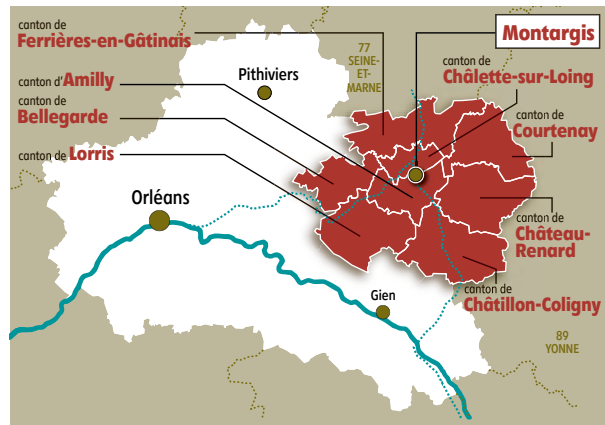 canton de
Ferrières-en-Gâtinais
canton d'Amilly
canton de
Bellegarde
canton de Lorris
77
SEINE-
ET-
MARNE
Pithiviers
Montargis
canton de
Châlette-sur-Loing
canton de
Courtenay
canton de
Château-
Renard
canton de
Châtillon-Coligny
Orléans
Gien
89
YONNE